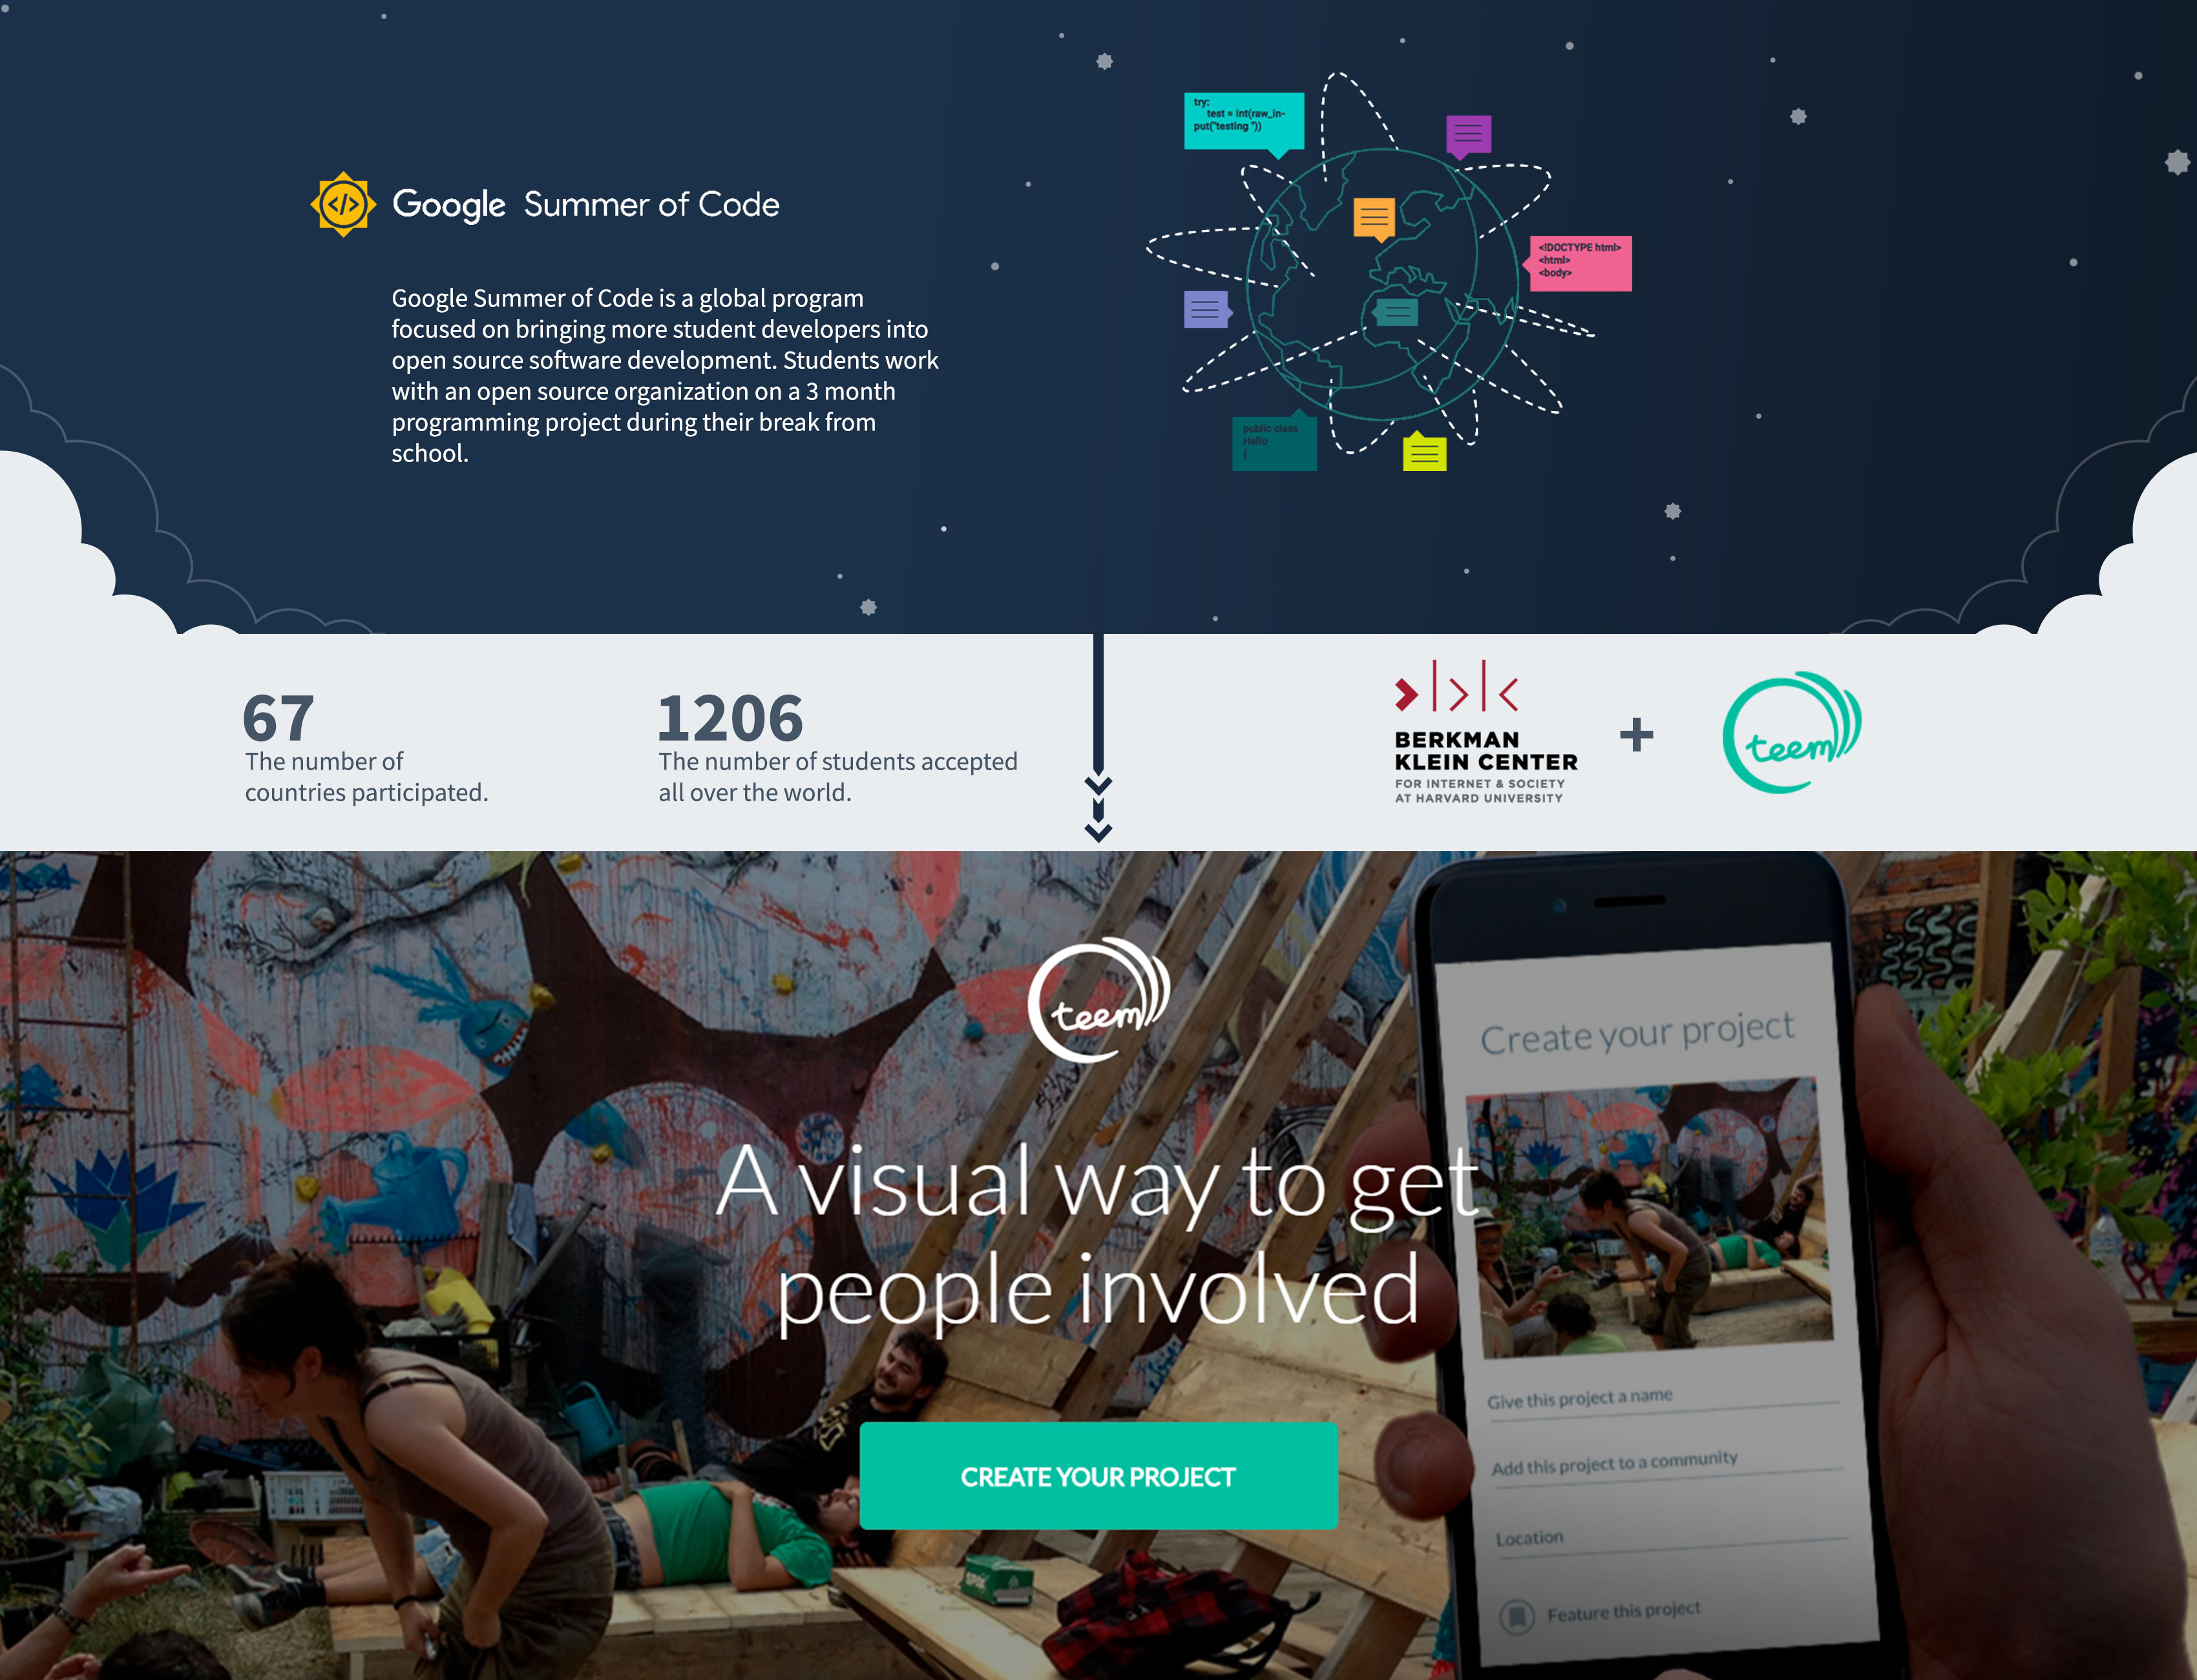 Google Summer of Code
Google Summer of Code is a global program
focused on bringing more student developers into
open source software development. Students work
with an open source organization on a 3 month
programming project during their break from
school.
try:
test = int(raw_in-
put("testing "))
<!DOCTYPE html>
<html>
<body>
public class
Hello
{
67
The number of
countries participated.
1206
The number of students accepted
all over the world.
BERKMAN
KLEIN CENTER
FOR INTERNET & SOCIETY
AT HARVARD UNIVERSITY
+
teem
teem
A visual way to get
people involved
CREATE YOUR PROJECT
Create your project
Give this project a name
Add this project to a community
Location
Feature this project